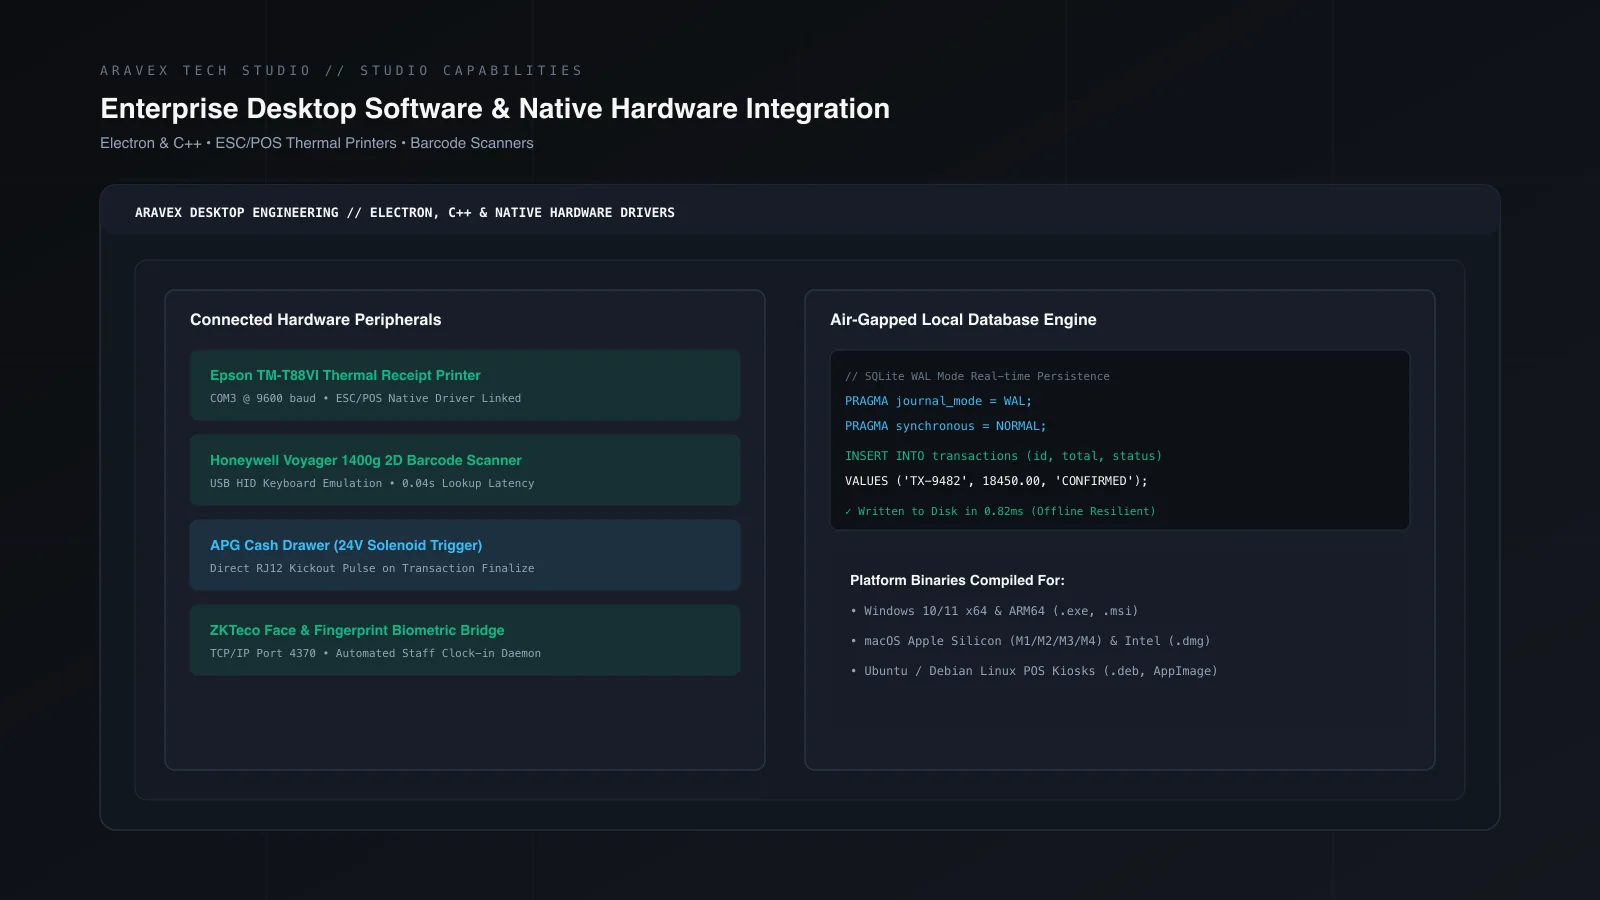 ARAVEX TECH STUDIO // STUDIO CAPABILITIES
Enterprise Desktop Software & Native Hardware Integration
Electron & C++ • ESC/POS Thermal Printers • Barcode Scanners
ARAVEX DESKTOP ENGINEERING // ELECTRON, C++ & NATIVE HARDWARE DRIVERS
Connected Hardware Peripherals
Epson TM-T88VI Thermal Receipt Printer
COM3 @ 9600 baud • ESC/POS Native Driver Linked
Honeywell Voyager 1400g 2D Barcode Scanner
USB HID Keyboard Emulation • 0.04s Lookup Latency
APG Cash Drawer (24V Solenoid Trigger)
Direct RJ12 Kickout Pulse on Transaction Finalize
ZKTeco Face & Fingerprint Biometric Bridge
TCP/IP Port 4370 • Automated Staff Clock-in Daemon
Air-Gapped Local Database Engine
// SQLite WAL Mode Real-time Persistence
PRAGMA journal_mode = WAL;
PRAGMA synchronous = NORMAL;
INSERT INTO transactions (id, total, status)
VALUES ('TX-9482', 18450.00, 'CONFIRMED');
✓ Written to Disk in 0.82ms (Offline Resilient)
Platform Binaries Compiled For:
• Windows 10/11 x64 & ARM64 (.exe, .msi)
• macOS Apple Silicon (M1/M2/M3/M4) & Intel (.dmg)
• Ubuntu / Debian Linux POS Kiosks (.deb, AppImage)